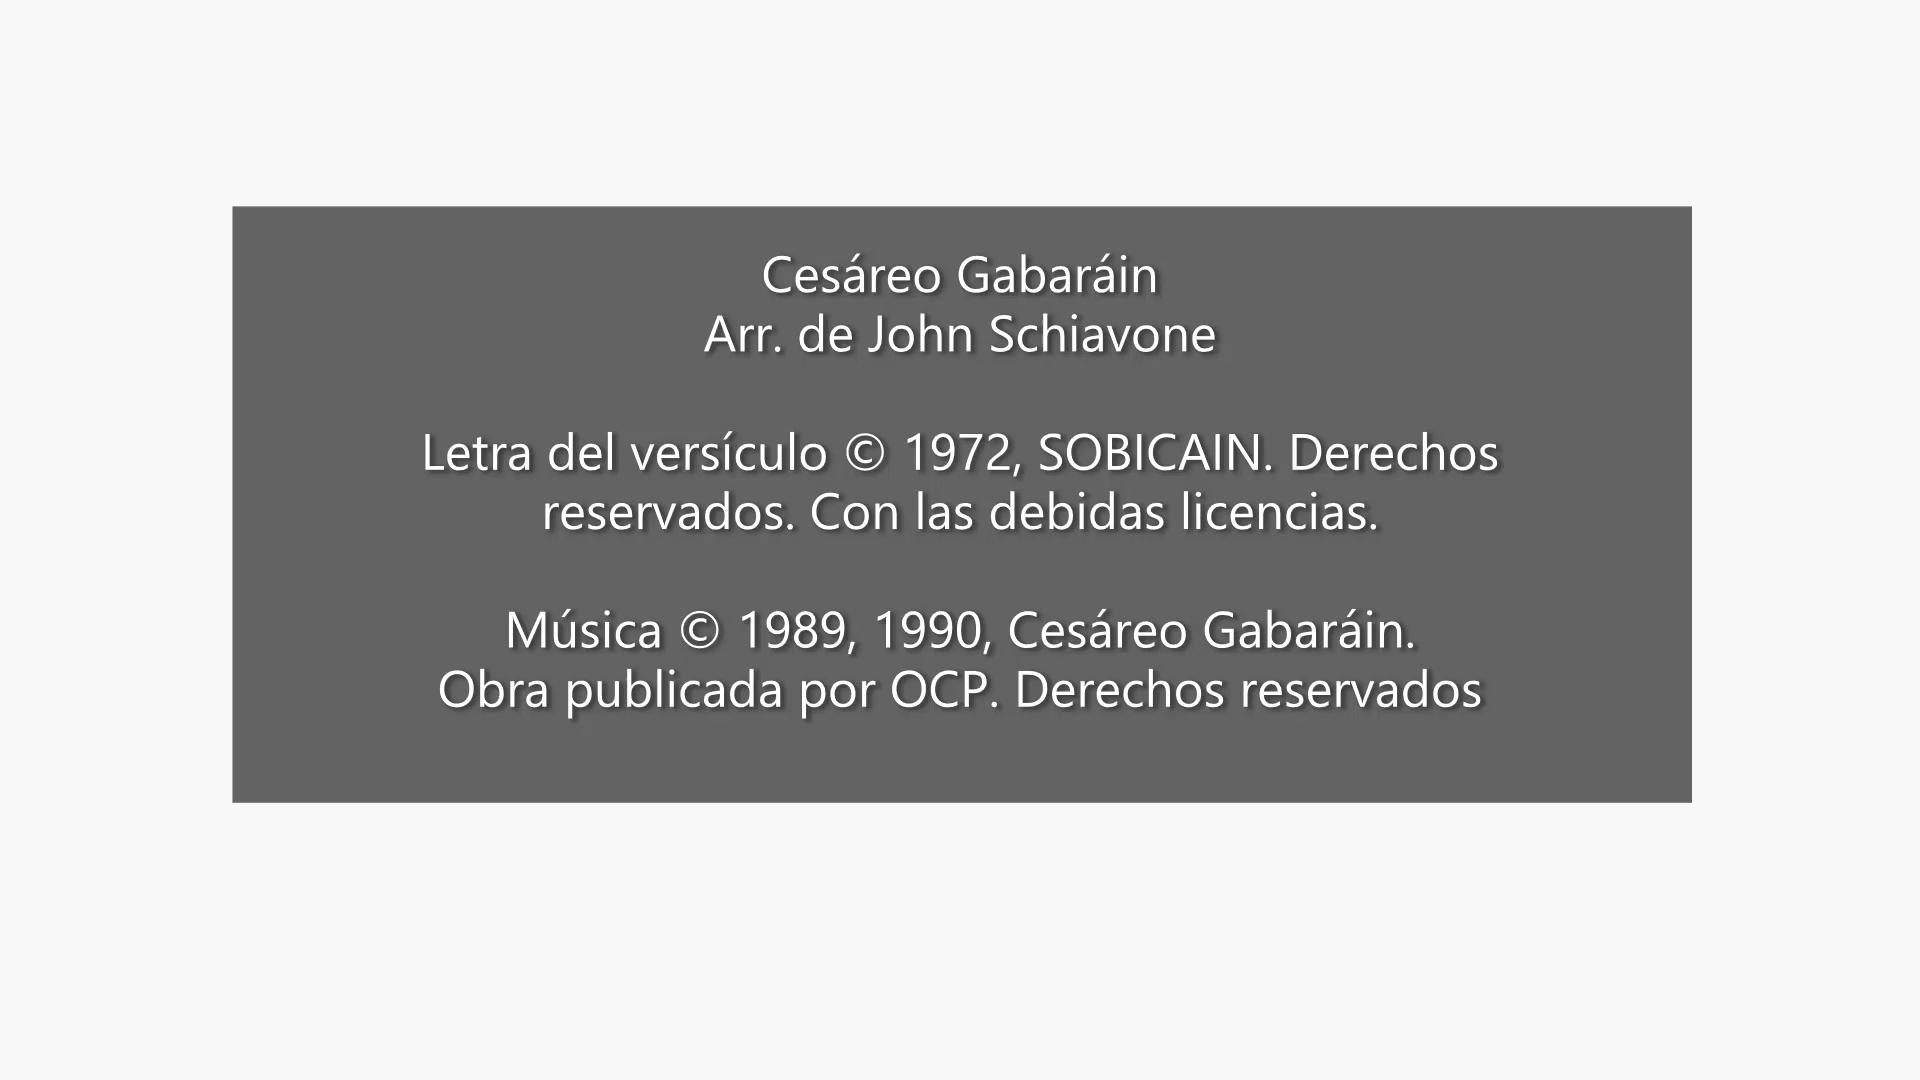 Cesáreo Gabaráin
Arr. de John Schiavone
Letra del versículo © 1972, SOBICAIN. Derechos
reservados. Con las debidas licencias.
Música © 1989, 1990, Cesáreo Gabaráin.
Obra publicada por OCP. Derechos reservados